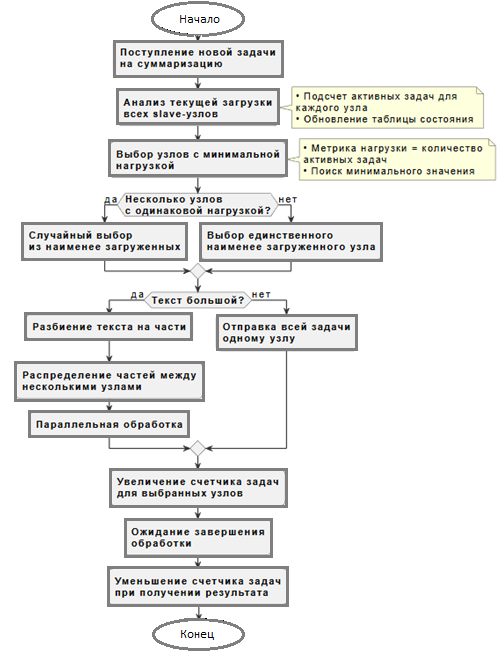 Начало
Поступление новой задачи
на суммаризацию
Анализ текущей загрузки
всех slave-узлов
• Подсчет активных задач для
каждого узла
• Обновление таблицы состояния
Выбор узлов с минимальной
нагрузкой
• Метрика нагрузки = количество
активных задач
• Поиск минимального значения
да
Несколько узлов
с одинаковой нагрузкой?
нет
Случайный выбор
из наименее загруженных
Выбор единственного
наименее загруженного узла
да
Текст большой?
нет
Разбиение текста на части
Отправка всей задачи
одному узлу
Распределение частей между
несколькими узлами
Параллельная обработка
Увеличение счетчика задач
для выбранных узлов
Ожидание завершения
обработки
Уменьшение счетчика задач
при получении результата
Конец